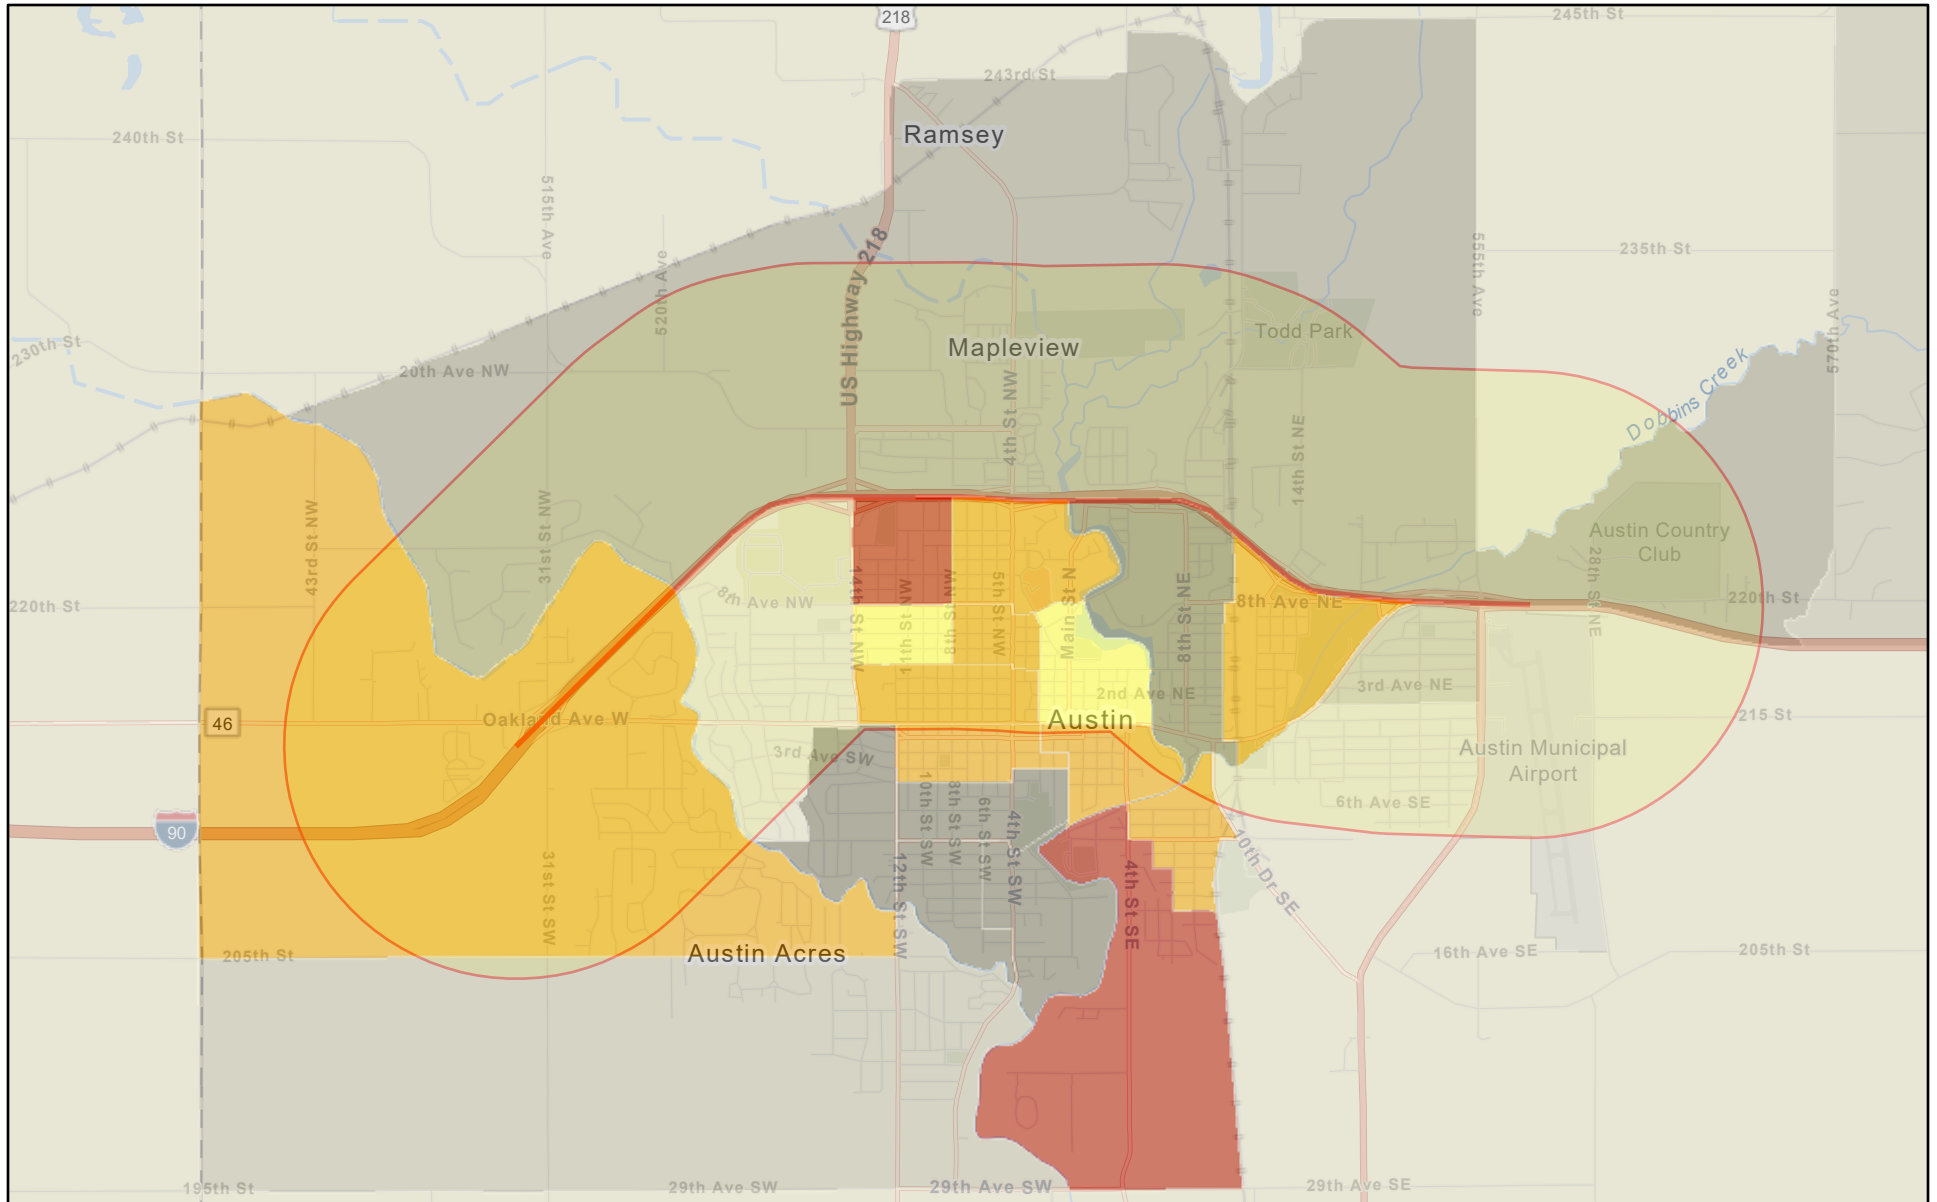 245th St
218
243rd St
Ramsey
240th St
515th Ave
US Highway 218
555th Ave
235th St
520th Ave
570th Ave
230th St
20th Ave NW
Mapleview
Todd Park
4th St NW
14th St NE
Dobbins Creek
43rd St NW
31st St NW
Austin Country
Club
28th St NE
220th St
8th Ave NW
14th St NW
11th St NW
8th St NW
5th St NW
Main St N
8th St NE
8th Ave NE
220th St
46
Oakland Ave W
2nd Ave NE
3rd Ave NE
Austin
215 St
3rd Ave SW
Austin Municipal
Airport
90
10th St SW
8th St SW
6th St SW
4th St SW
6th Ave SE
31st St SW
12th St SW
4th St SE
10th Dr SE
205th St
Austin Acres
16th Ave SE
205th St
195th St
29th Ave SW
29th Ave SW
29th Ave SE